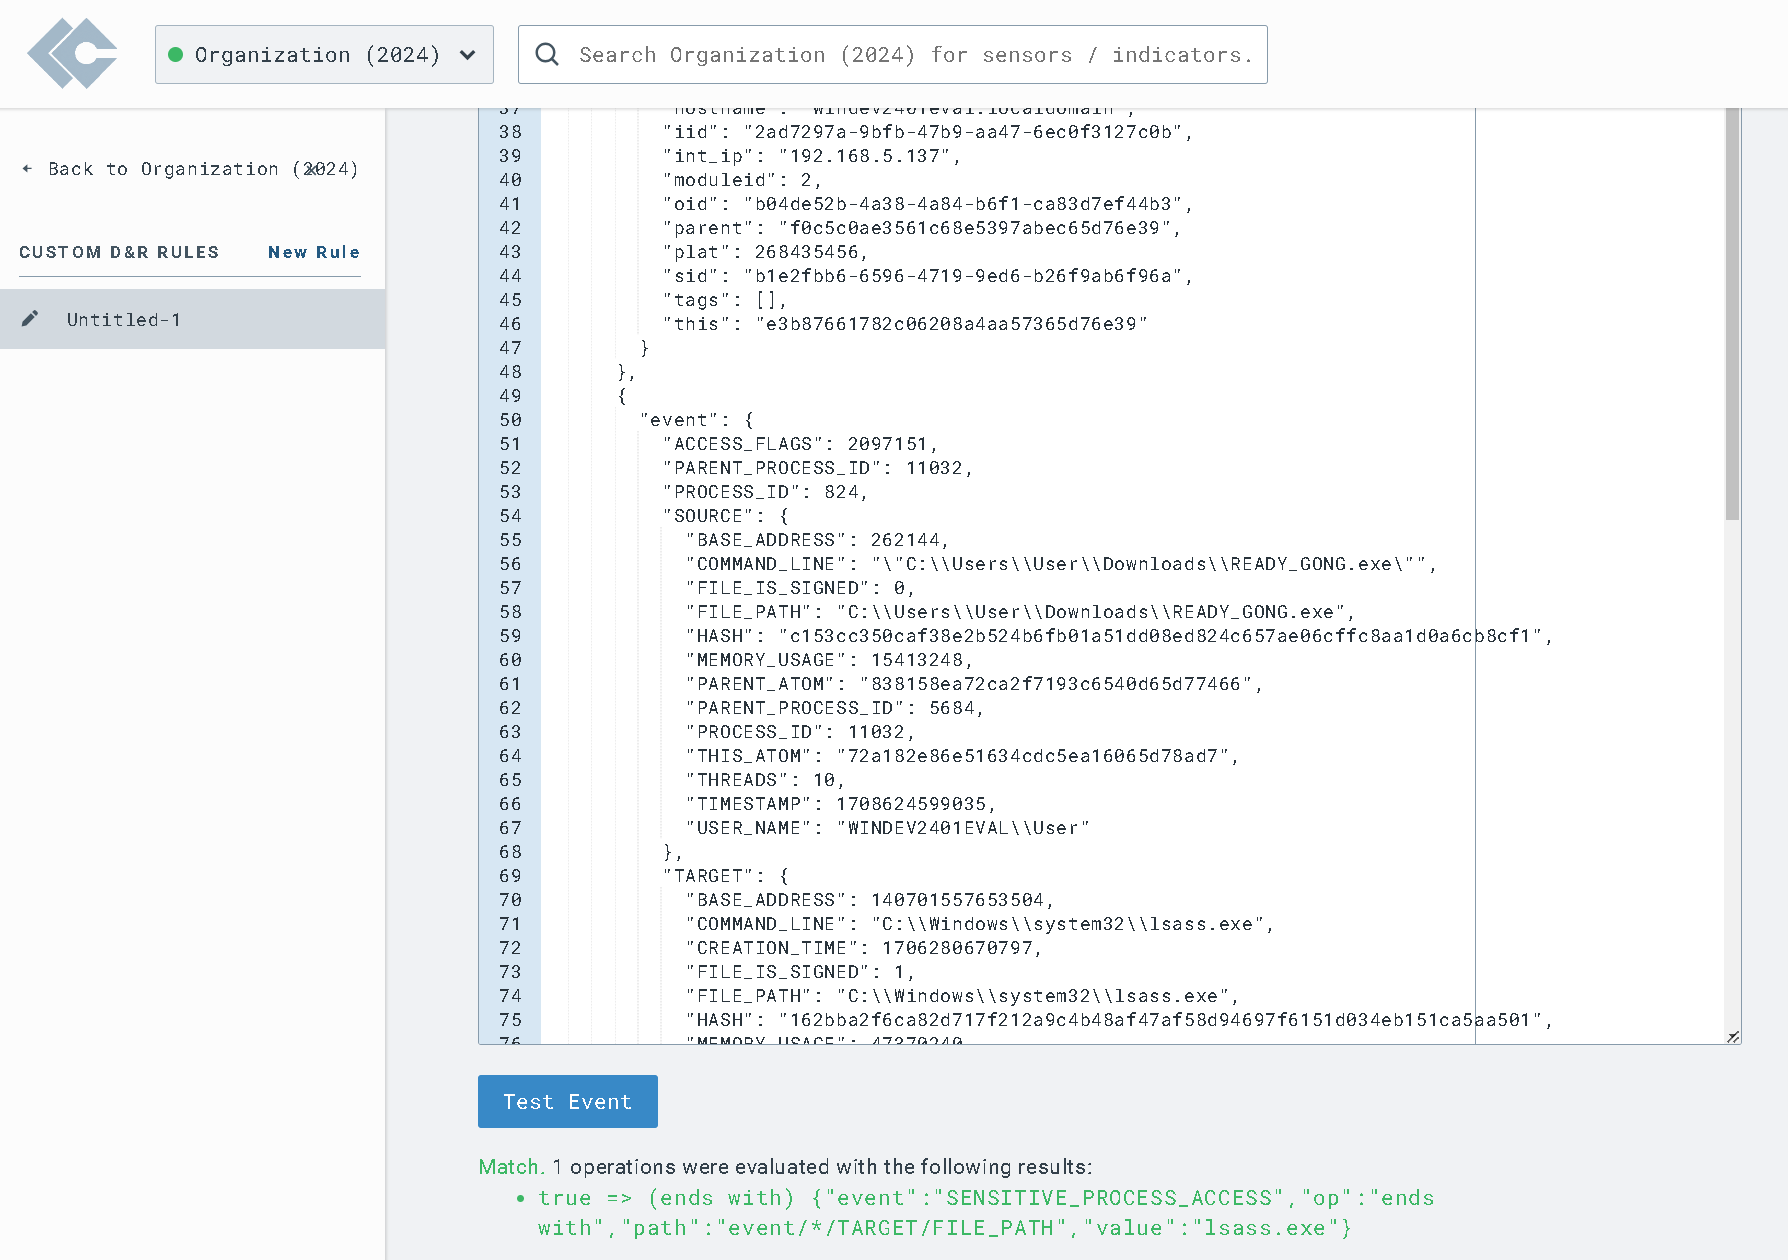 Organization (2024)
Search Organization (2024) for sensors / indicators.
Back to Organization (2024)
CUSTOM D&R RULES New Rule
Untitled-1
37 "hostname": "windev2401eval.localdomain",
38 "iid": "2ad7297a-9bfb-47b9-aa47-6ec0f3127c0b",
39 "int_ip": "192.168.5.137",
40 "moduleid": 2,
41 "oid": "b04de52b-4a38-4a84-b6f1-ca83d7ef44b3",
42 "parent": "f0c5c0ae3561c68e5397abec65d76e39",
43 "plat": 268435456,
44 "sid": "b1e2fbb6-6596-4719-9ed6-b26f9ab6f96a",
45 "tags": [],
46 "this": "e3b87661782c06208a4aa57365d76e39"
47 }
48 },
49 {
50 "event": {
51 "ACCESS_FLAGS": 2097151,
52 "PARENT_PROCESS_ID": 11032,
53 "PROCESS_ID": 824,
54 "SOURCE": {
55 "BASE_ADDRESS": 262144,
56 "COMMAND_LINE": "\"C:\\Users\\User\\Downloads\\READY_GONG.exe\"",
57 "FILE_IS_SIGNED": 0,
58 "FILE_PATH": "C:\\Users\\User\\Downloads\\READY_GONG.exe",
59 "HASH": "c153cc350caf38e2b524b6fb01a51dd08ed824c657ae06cffc8aa1d0a6cb8cf1",
60 "MEMORY_USAGE": 15413248,
61 "PARENT_ATOM": "838158ea72ca2f7193c6540d65d77466",
62 "PARENT_PROCESS_ID": 5684,
63 "PROCESS_ID": 11032,
64 "THIS_ATOM": "72a182e86e51634cdc5ea16065d78ad7",
65 "THREADS": 10,
66 "TIMESTAMP": 1708624599035,
67 "USER_NAME": "WINDEV2401EVAL\\User"
68 },
69 "TARGET": {
70 "BASE_ADDRESS": 140701557653504,
71 "COMMAND_LINE": "C:\\Windows\\system32\\lsass.exe",
72 "CREATION_TIME": 1706280670797,
73 "FILE_IS_SIGNED": 1,
74 "FILE_PATH": "C:\\Windows\\system32\\lsass.exe",
75 "HASH": "162bba2f6ca82d717f212a9c4b48af47af58d94697f6151d034eb151ca5aa501",
76 "MEMORY_USAGE": 47370240
Test Event
Match. 1 operations were evaluated with the following results:
• true => (ends with) {"event":"SENSITIVE_PROCESS_ACCESS","op":"ends
with","path":"event/*/TARGET/FILE_PATH","value":"lsass.exe"}